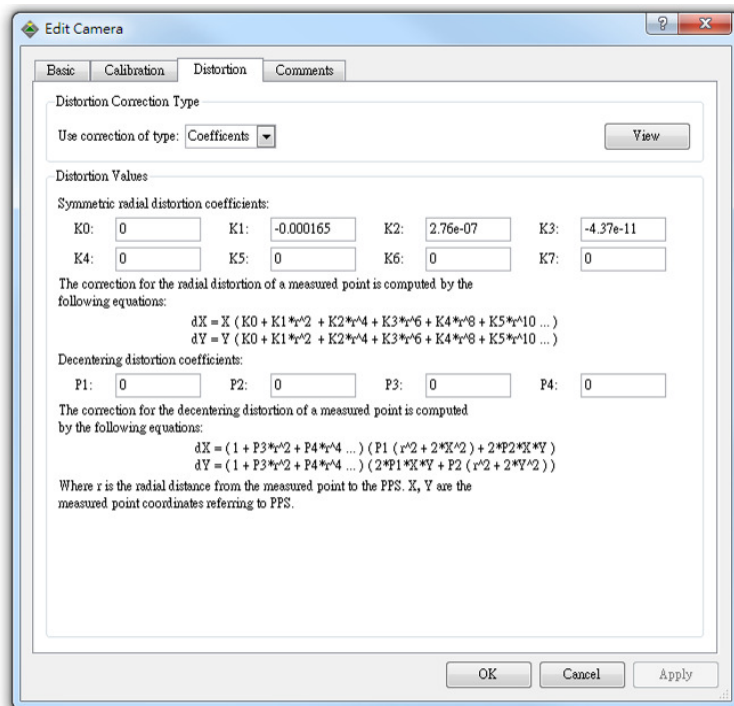 Edit Camera
Basic Calibration Distortion Comments
Distortion Correction Type
Use correction of type: Coefficents View
Distortion Values
Symmetric radial distortion coefficients:
K0: 0 K1: -0.000165 K2: 2.76e-07 K3: -4.37e-11
K4: 0 K5: 0 K6: 0 K7: 0
The correction for the radial distortion of a measured point is computed by the
following equations:
dX = X ( K0 + K1*r^2 + K2*r^4 + K3*r^6 + K4*r^8 + K5*r^10 ... )
dY = Y ( K0 + K1*r^2 + K2*r^4 + K3*r^6 + K4*r^8 + K5*r^10 ... )
Decentering distortion coefficients:
P1: 0 P2: 0 P3: 0 P4: 0
The correction for the decentering distortion of a measured point is computed
by the following equations:
dX = ( 1 + P3*r^2 + P4*r^4 ... ) ( P1 ( r^2 + 2*X^2 ) + 2*P2*X*Y )
dY = ( 1 + P3*r^2 + P4*r^4 ... ) ( 2*P1*X*Y + P2 ( r^2 + 2*Y^2 ) )
Where r is the radial distance from the measured point to the PPS. X, Y are the
measured point coordinates referring to PPS.
OK Cancel Apply